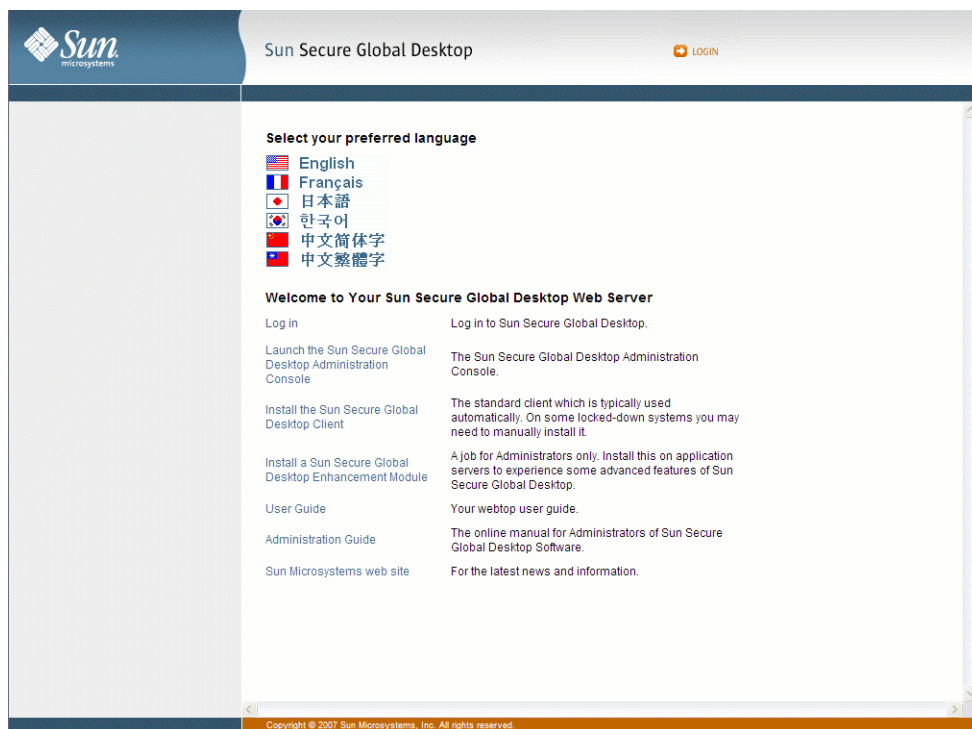 Sun
microsystems
Sun Secure Global Desktop
LOGIN
Select your preferred language
English
Français
日本語
한국어
中文简体字
中文繁體字
Welcome to Your Sun Secure Global Desktop Web Server
Log in
Log in to Sun Secure Global Desktop.
Launch the Sun Secure Global
Desktop Administration
Console
The Sun Secure Global Desktop Administration
Console.
Install the Sun Secure Global
Desktop Client
The standard client which is typically used
automatically. On some locked-down systems you may
need to manually install it.
Install a Sun Secure Global
Desktop Enhancement Module
A job for Administrators only. Install this on application
servers to experience some advanced features of Sun
Secure Global Desktop.
User Guide
Your webtop user guide.
Administration Guide
The online manual for Administrators of Sun Secure
Global Desktop Software.
Sun Microsystems web site
For the latest news and information.
Copyright © 2007 Sun Microsystems, Inc. All rights reserved.